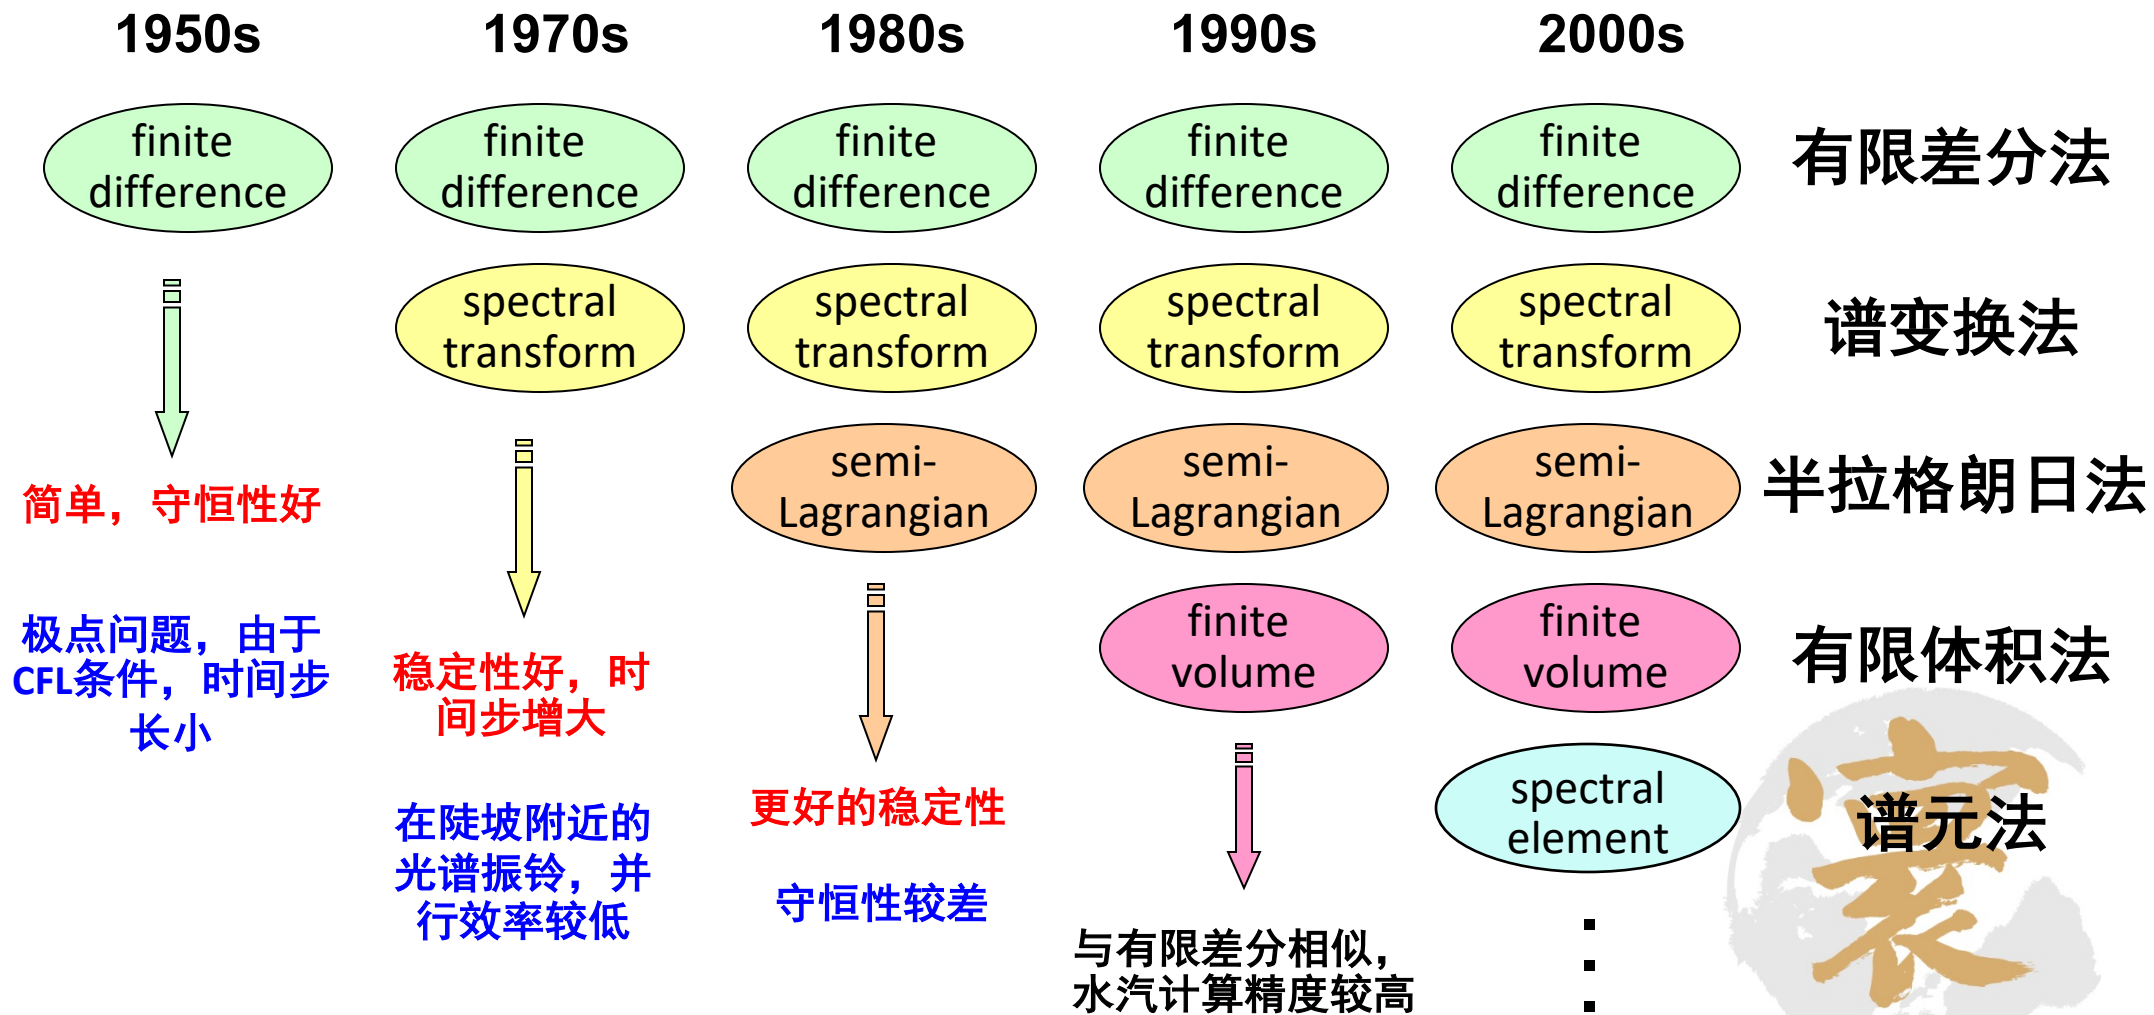 1950s
1970s
1980s
1990s
2000s
finite
difference
finite
difference
finite
difference
finite
difference
finite
difference
有限差分法
spectral
transform
spectral
transform
spectral
transform
spectral
transform
谱变换法
semi-
Lagrangian
semi-
Lagrangian
semi-
Lagrangian
半拉格朗日法
finite
volume
finite
volume
有限体积法
spectral
element
谱元法
简单，守恒性好
极点问题，由于
CFL条件，时间步
长小
稳定性好，时
间步增大
在陡坡附近的
光谱振铃，并
行效率较低
更好的稳定性
守恒性较差
与有限差分相似，
水汽计算精度较高